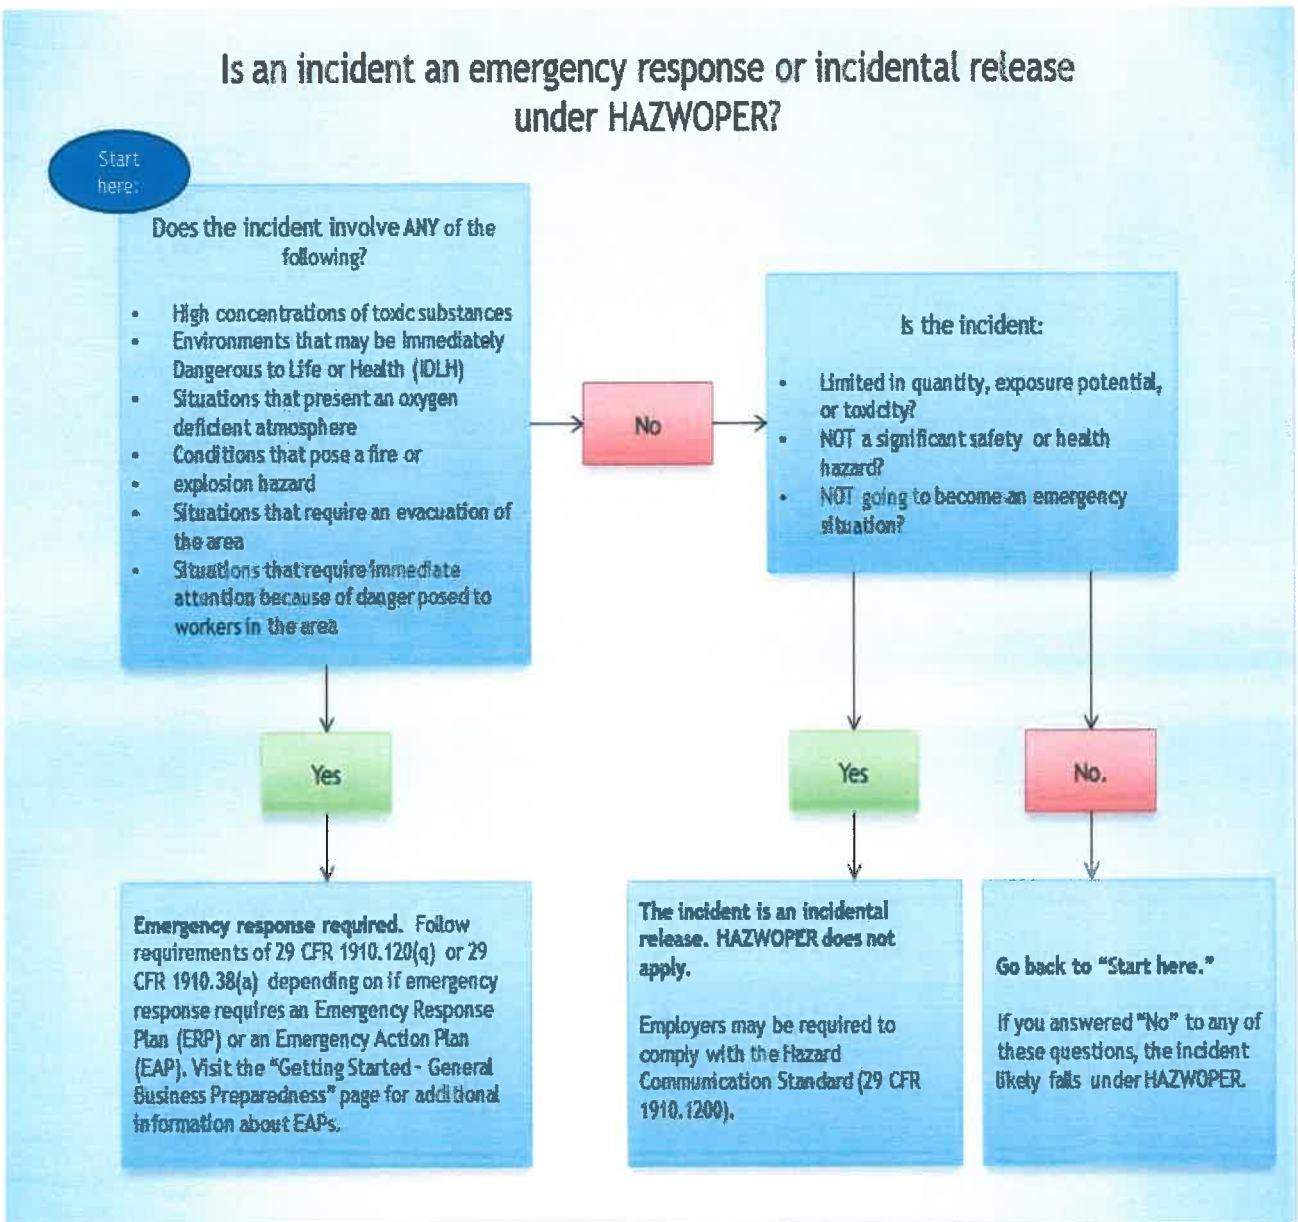 Is an incident an emergency response or incidental release
under HAZWOPER?
Start
here:
Does the incident involve ANY of the
following?
• High concentrations of toxic substances
• Environments that may be Immediately
Dangerous to Life or Health (IDLH)
• Situations that present an oxygen
deficient atmosphere
• Conditions that pose a fire or
• explosion hazard
• Situations that require an evacuation of
the area
• Situations that require immediate
attention because of danger posed to
workers in the area
No
Is the incident:
• Limited in quantity, exposure potential,
or toxicity?
• NOT a significant safety or health
hazard?
• NOT going to become an emergency
situation?
Yes
Yes
No.
Emergency response required. Follow
requirements of 29 CFR 1910.120(q) or 29
CFR 1910.38(a) depending on if emergency
response requires an Emergency Response
Plan (ERP) or an Emergency Action Plan
(EAP). Visit the "Getting Started - General
Business Preparedness" page for additional
information about EAPs.
The incident is an incidental
release. HAZWOPER does not
apply.
Employers may be required to
comply with the Hazard
Communication Standard (29 CFR
1910.1200).
Go back to "Start here."
If you answered "No" to any of
these questions, the incident
likely falls under HAZWOPER.